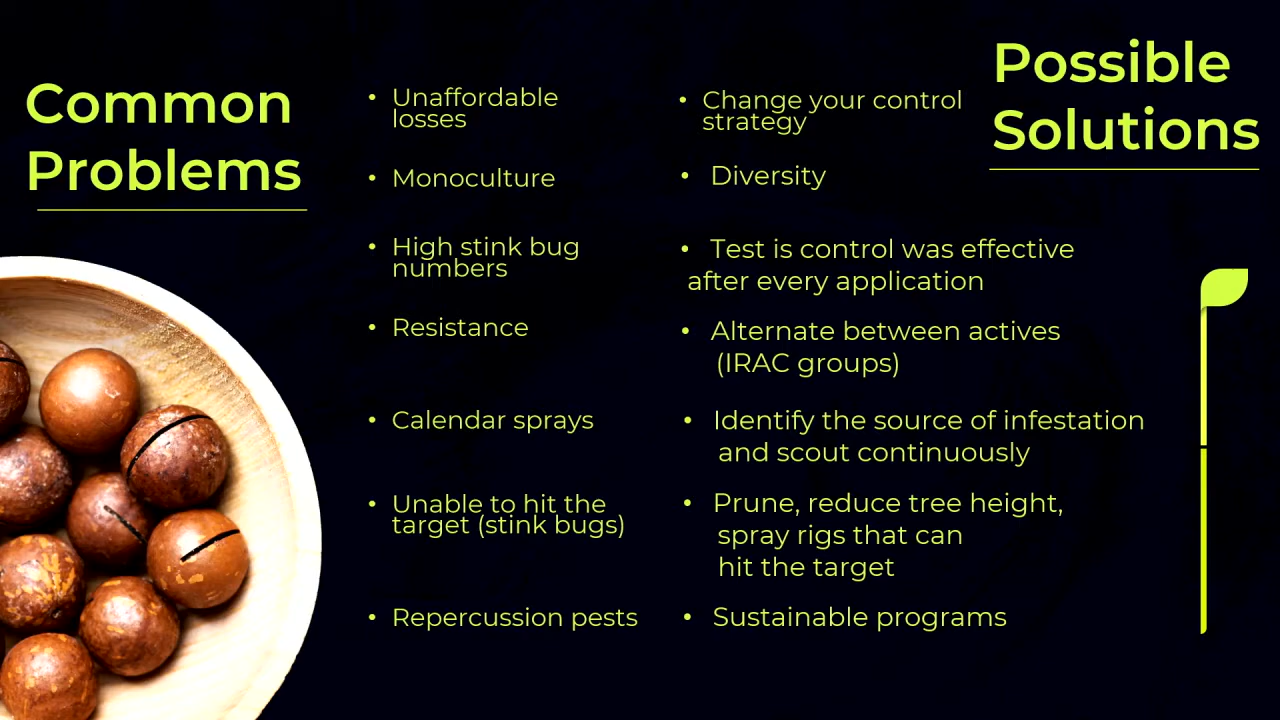 Common
Problems
• Unaffordable
losses
• Monoculture
• High stink bug
numbers
• Resistance
• Calendar sprays
• Unable to hit the
target (stink bugs)
• Repercussion pests
Possible
Solutions
• Change your control
strategy
• Diversity
• Test is control was effective
after every application
• Alternate between actives
(IRAC groups)
• Identify the source of infestation
and scout continuously
• Prune, reduce tree height,
spray rigs that can
hit the target
• Sustainable programs